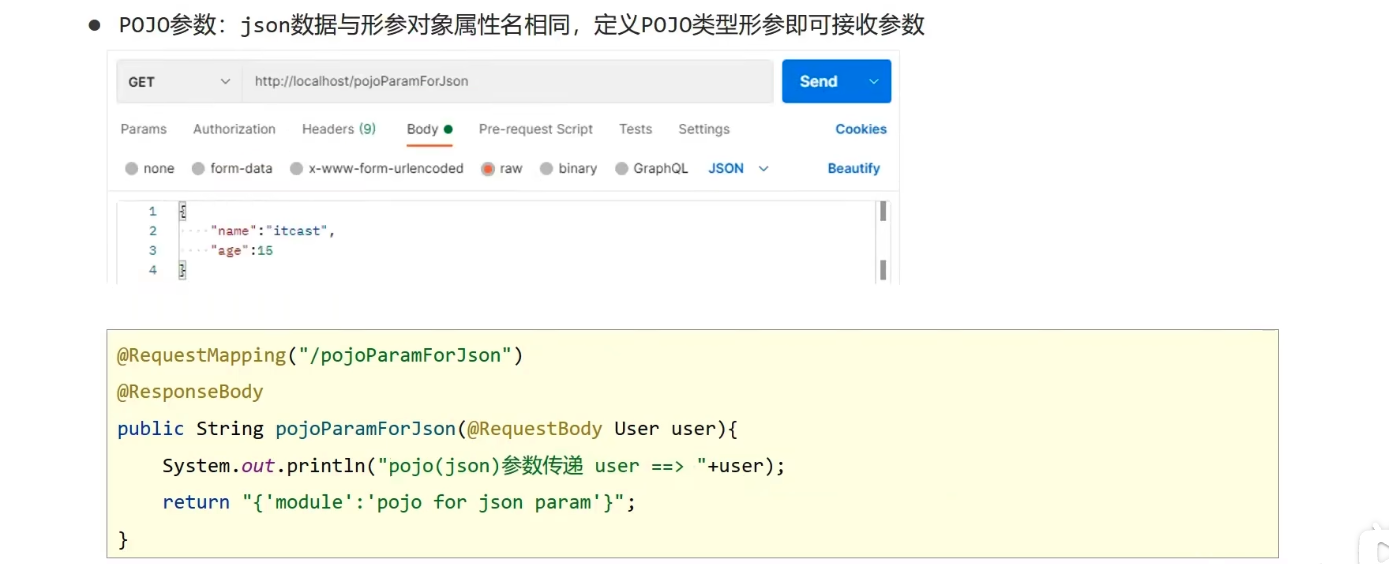 ● POJO参数：json数据与形参对象属性名相同，定义POJO类型形参即可接收参数
GET http://localhost/pojoParamForJson Send
Params Authorization Headers (9) Body Pre-request Script Tests Settings Cookies
none form-data x-www-form-urlencoded raw binary GraphQL JSON Beautify
1 {
2 "name":"itcast",
3 "age":15
4 }
@RequestMapping("/pojoParamForJson")
@ResponseBody
public String pojoParamForJson(@RequestBody User user){
System.out.println("pojo(json)参数传递 user ==> "+user);
return "{'module':'pojo for json param'}";
}